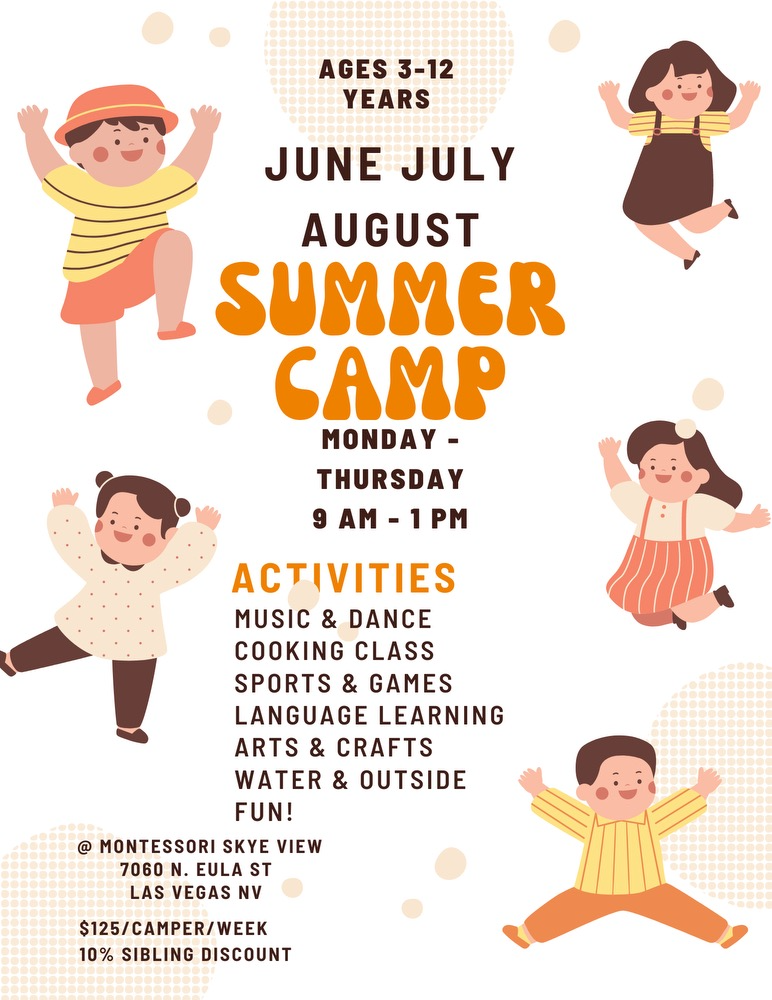 AGES 3-12
YEARS
JUNE JULY
AUGUST
SUMMER
CAMP
MONDAY -
THURSDAY
9 AM - 1 PM
ACTIVITIES
MUSIC & DANCE
COOKING CLASS
SPORTS & GAMES
LANGUAGE LEARNING
ARTS & CRAFTS
WATER & OUTSIDE
FUN!
@ MONTESSORI SKYE VIEW
7060 N. EULA ST
LAS VEGAS NV
$125/CAMPER/WEEK
10% SIBLING DISCOUNT